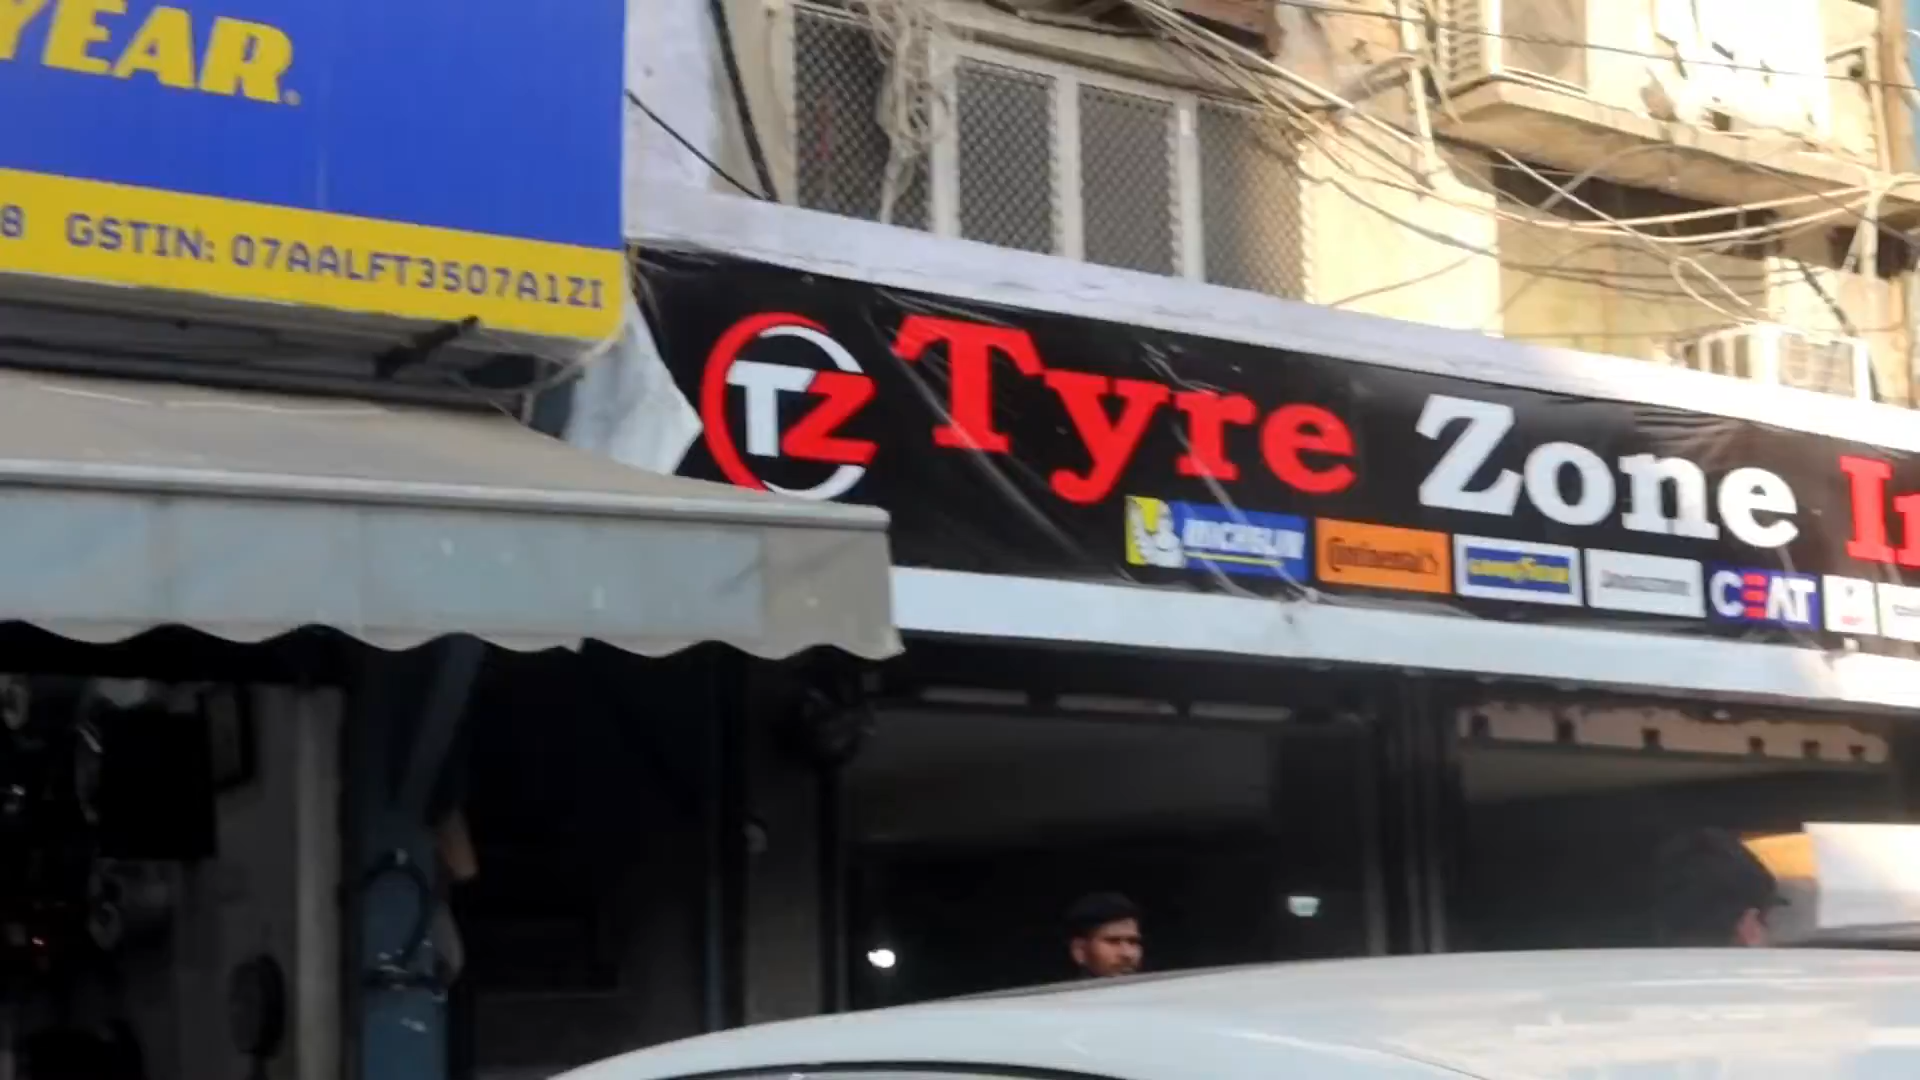 YEAR
8 GSTIN: 07AALFT3507A1ZI
TZ Tyre Zone
MICHELIN Continental GOODYEAR CEAT